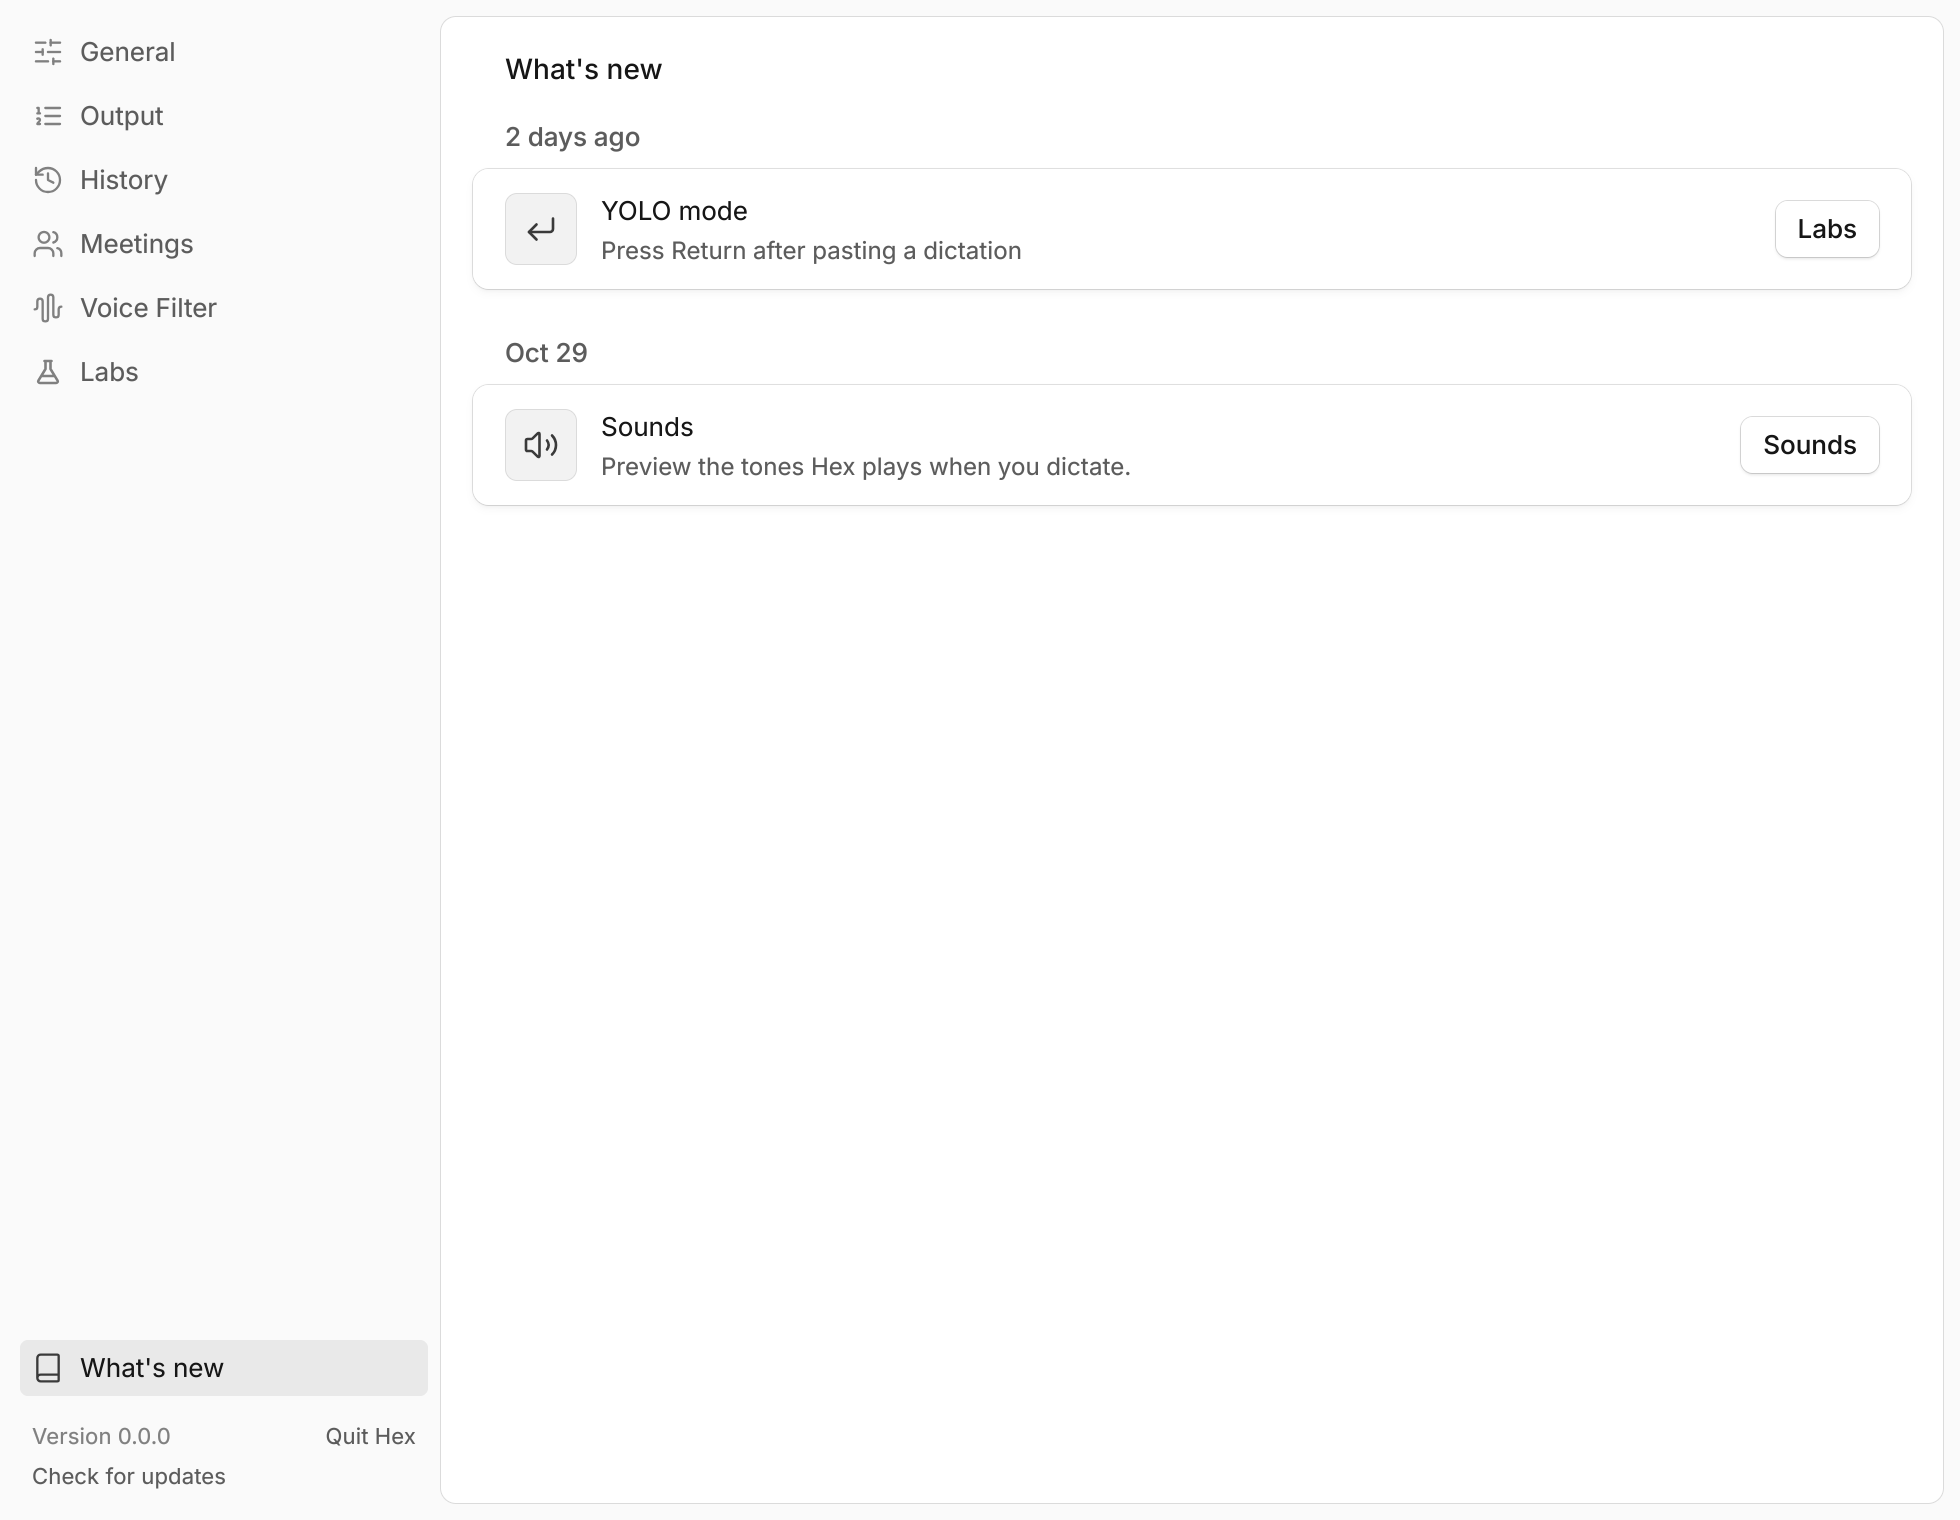 General
Output
History
Meetings
Voice Filter
Labs
What's new
Version 0.0.0
Quit Hex
Check for updates
What's new
2 days ago
YOLO mode
Press Return after pasting a dictation
Labs
Oct 29
Sounds
Preview the tones Hex plays when you dictate.
Sounds